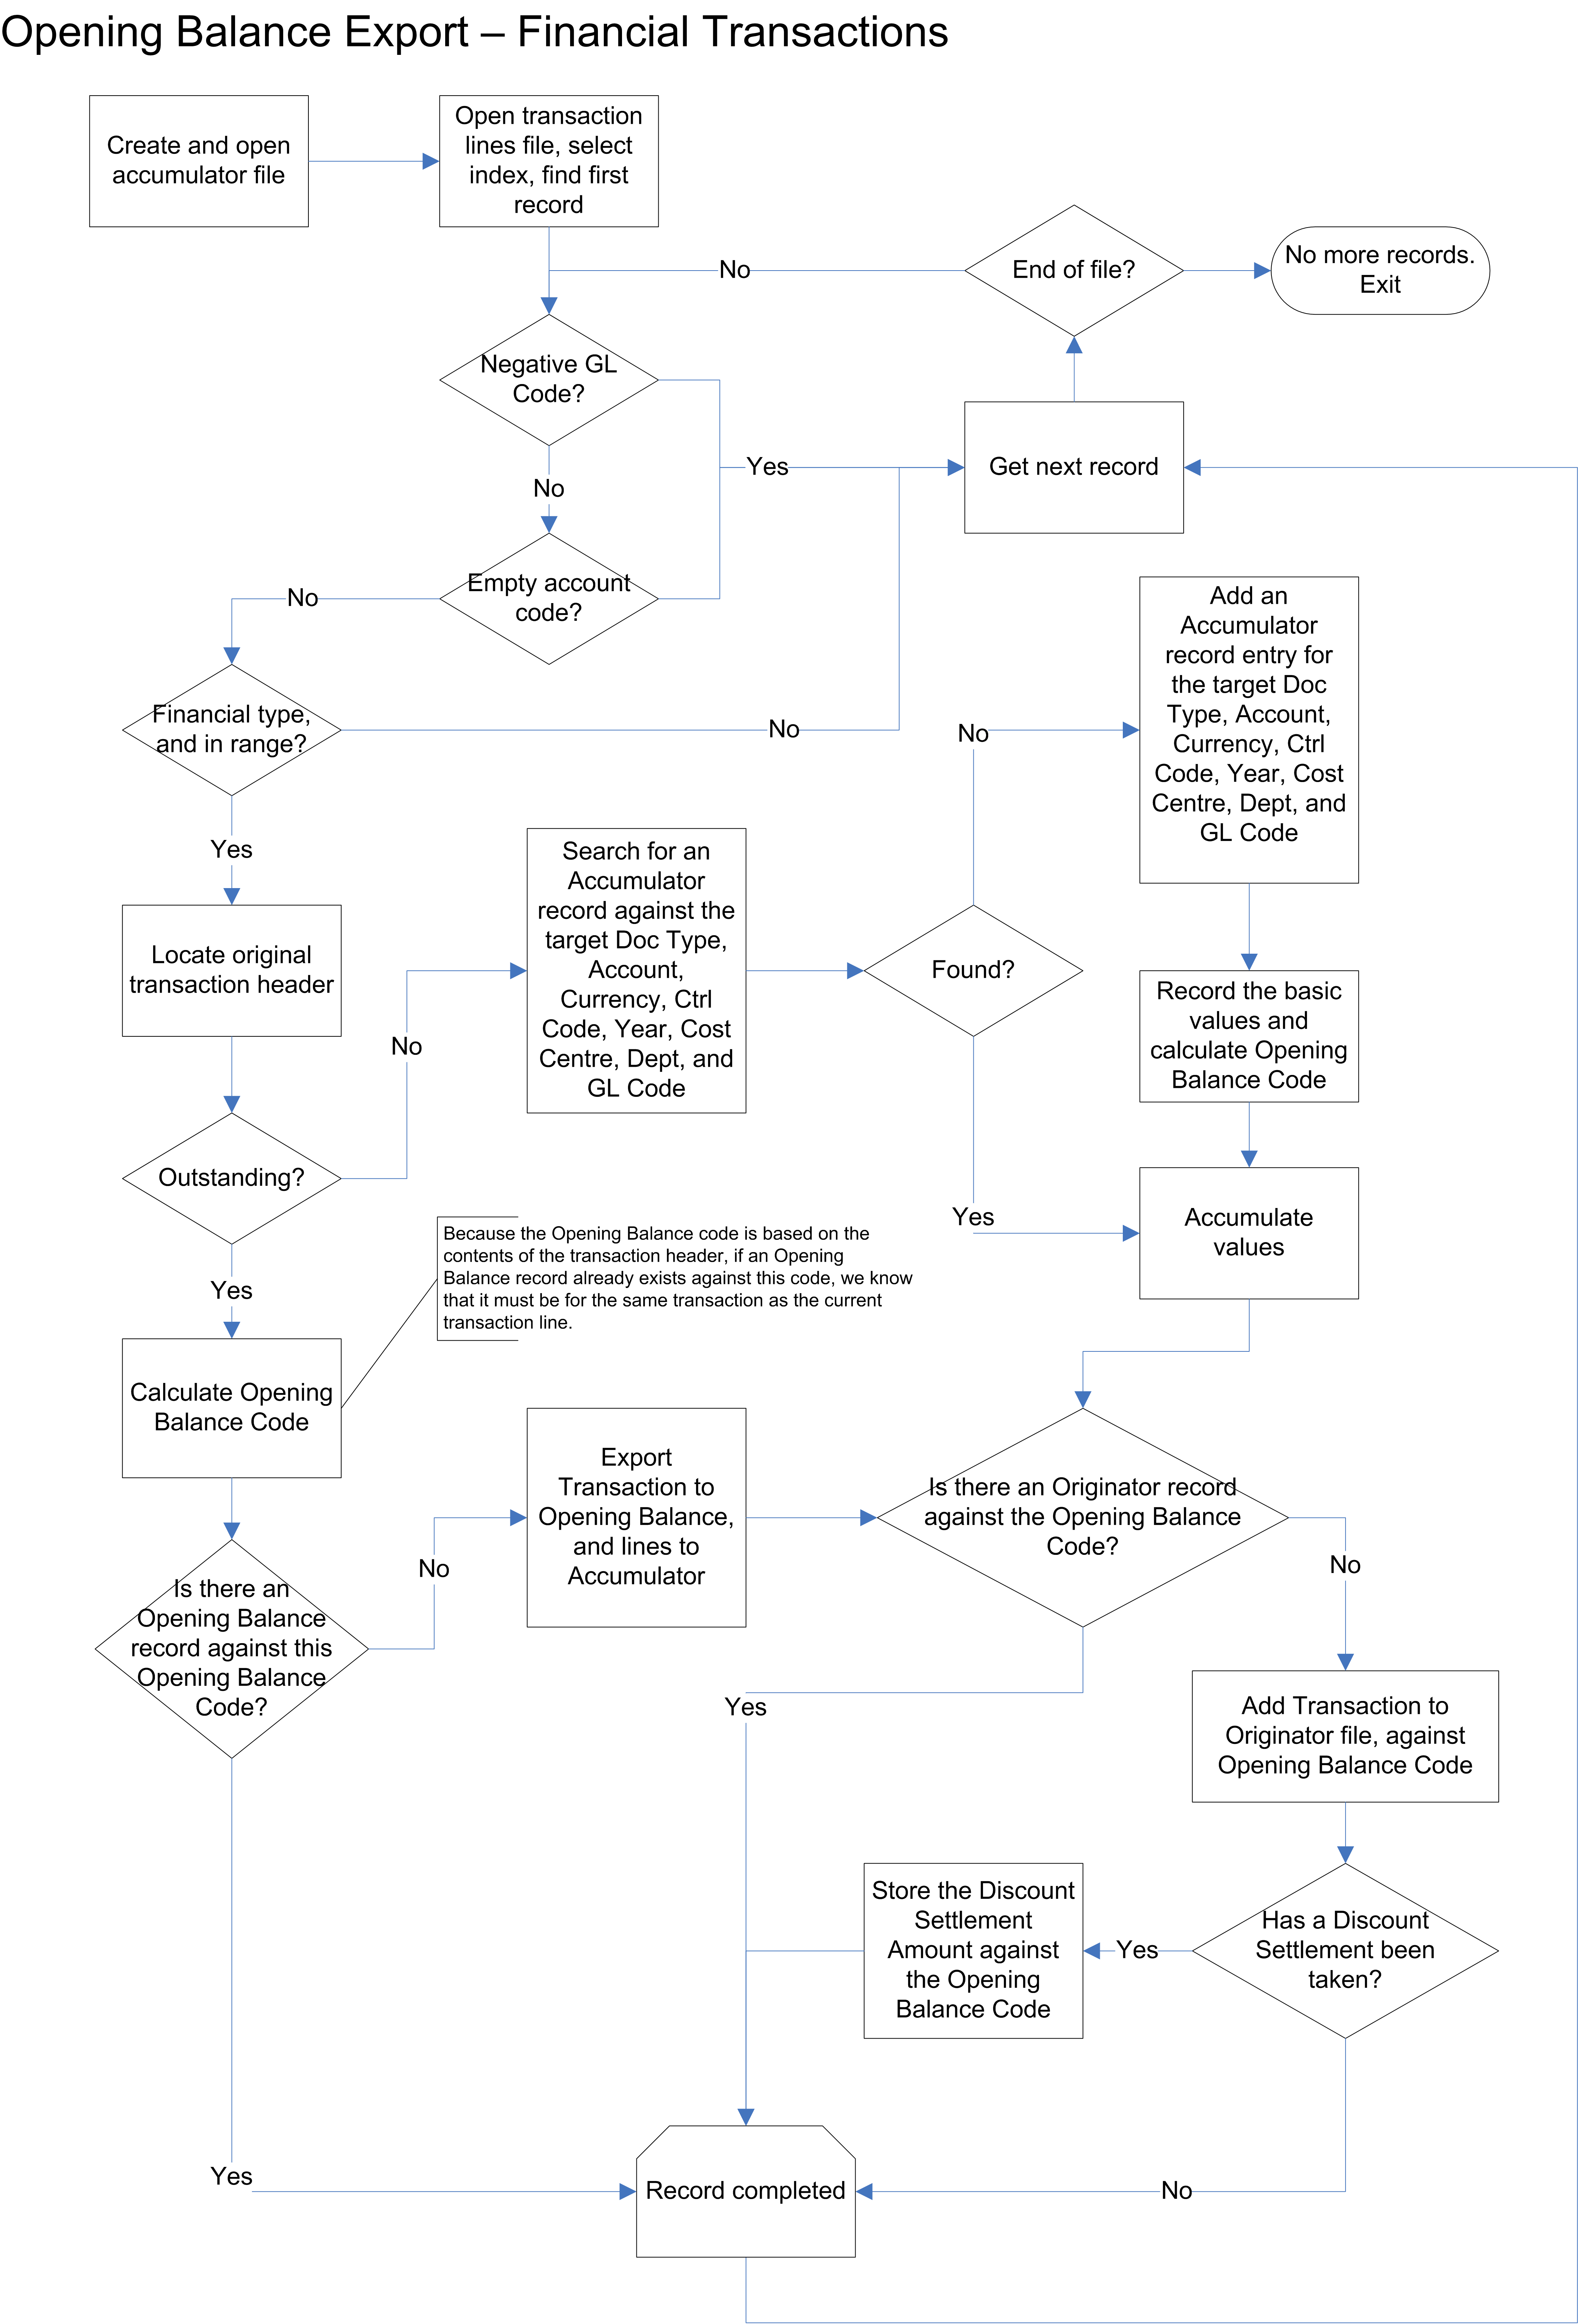 Opening Balance Export – Financial Transactions
Create and open
accumulator file
Open transaction
lines file, select
index, find first
record
No
End of file?
No more records.
Exit
Negative GL
Code?
Yes
Get next record
No
Empty account
code?
No
Financial type,
and in range?
No
Add an
Accumulator
record entry for
the target Doc
Type, Account,
Currency, Ctrl
Code, Year, Cost
Centre, Dept, and
GL Code
No
Yes
Search for an
Accumulator
record against the
target Doc Type,
Account,
Currency, Ctrl
Code, Year, Cost
Centre, Dept, and
GL Code
Found?
Locate original
transaction header
No
Record the basic
values and
calculate Opening
Balance Code
Outstanding?
Yes
Accumulate
values
Because the Opening Balance code is based on the
contents of the transaction header, if an Opening
Balance record already exists against this code, we know
that it must be for the same transaction as the current
transaction line.
Yes
Calculate Opening
Balance Code
Export
Transaction to
Opening Balance,
and lines to
Accumulator
Is there an Originator record
against the Opening Balance
Code?
No
No
Is there an
Opening Balance
record against this
Opening Balance
Code?
Yes
Add Transaction to
Originator file, against
Opening Balance Code
Store the Discount
Settlement
Amount against
the Opening
Balance Code
Yes
Has a Discount
Settlement been
taken?
Yes
Record completed
No